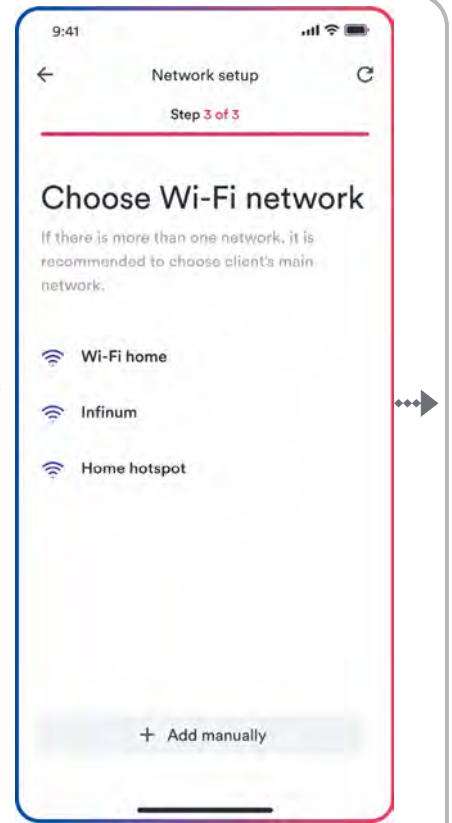 9:41
Network setup
Step 3 of 3
Choose Wi-Fi network
If there is more than one network, it is
recommended to choose client's main
network.
Wi-Fi home
Infinum
Home hotspot
+ Add manually